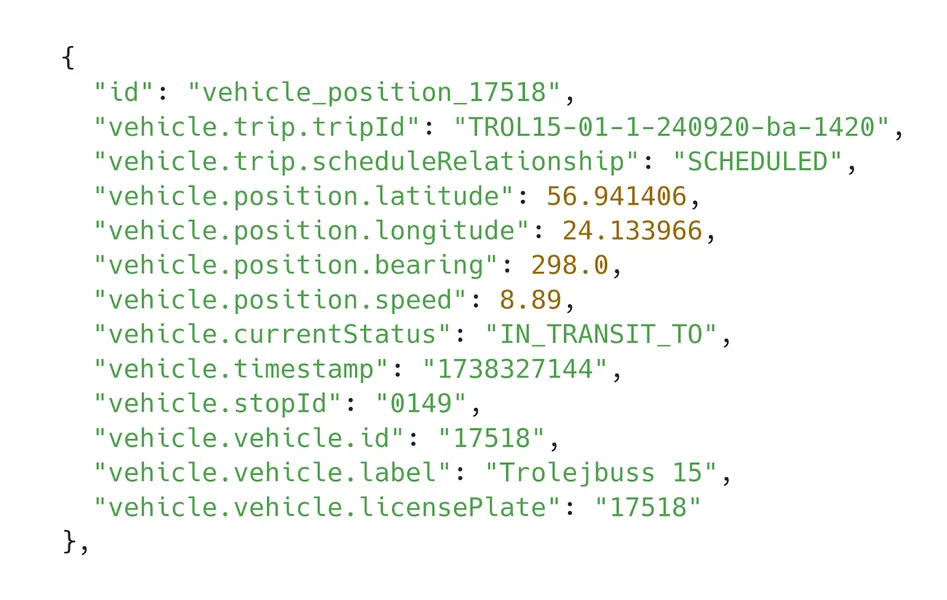 {
"id": "vehicle_position_17518",
"vehicle.trip.tripId": "TROL15-01-1-240920-ba-1420",
"vehicle.trip.scheduleRelationship": "SCHEDULED",
"vehicle.position.latitude": 56.941406,
"vehicle.position.longitude": 24.133966,
"vehicle.position.bearing": 298.0,
"vehicle.position.speed": 8.89,
"vehicle.currentStatus": "IN_TRANSIT_TO",
"vehicle.timestamp": "1738327144",
"vehicle.stopId": "0149",
"vehicle.vehicle.id": "17518",
"vehicle.vehicle.label": "Trolejbuss 15",
"vehicle.vehicle.licensePlate": "17518"
},